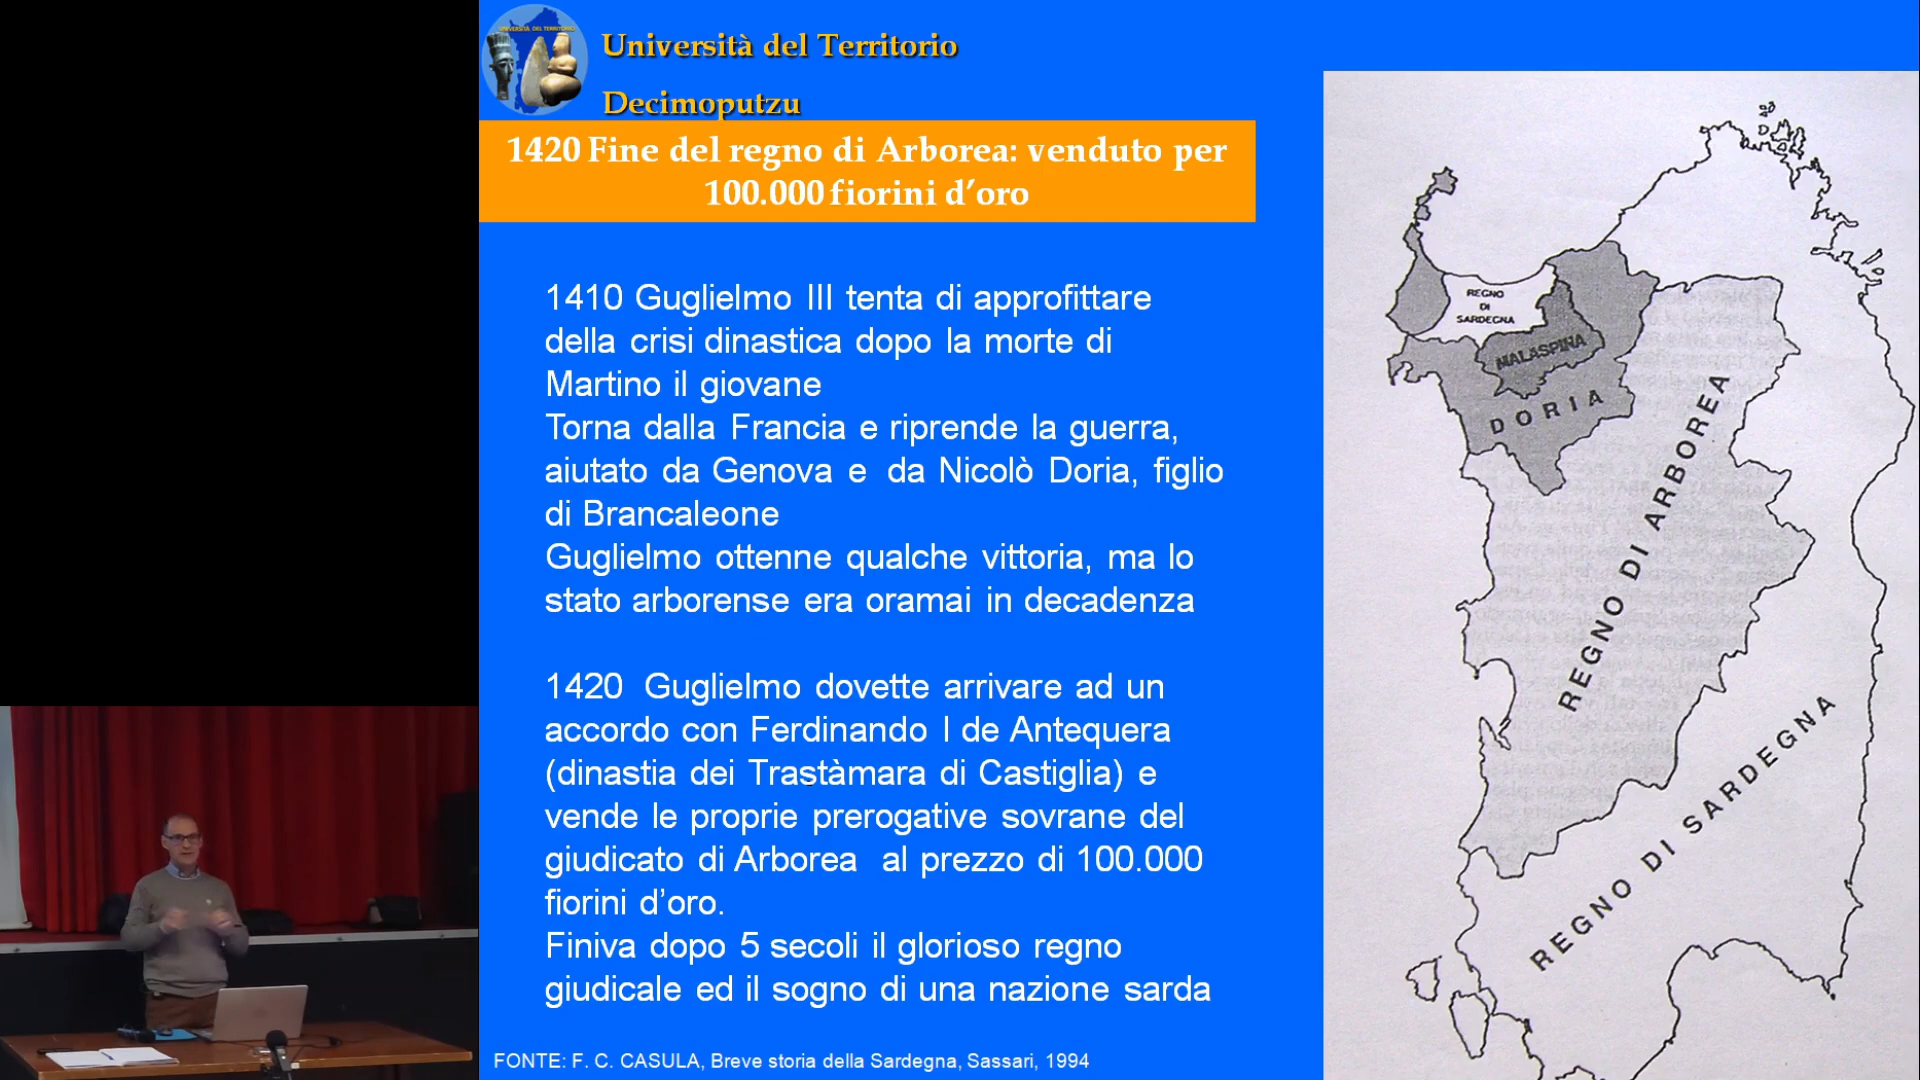 UNIVERSITÀ DEL TERRITORIO
Università del Territorio
Decimoputzu
1420 Fine del regno di Arborea: venduto per
100.000 fiorini d’oro
1410 Guglielmo III tenta di approfittare
della crisi dinastica dopo la morte di
Martino il giovane
Torna dalla Francia e riprende la guerra,
aiutato da Genova e da Nicolò Doria, figlio
di Brancaleone
Guglielmo ottenne qualche vittoria, ma lo
stato arborense era oramai in decadenza
1420 Guglielmo dovette arrivare ad un
accordo con Ferdinando I de Antequera
(dinastia dei Trastàmara di Castiglia) e
vende le proprie prerogative sovrane del
giudicato di Arborea al prezzo di 100.000
fiorini d’oro.
Finiva dopo 5 secoli il glorioso regno
giudicale ed il sogno di una nazione sarda
FONTE: F. C. CASULA, Breve storia della Sardegna, Sassari, 1994
REGNO
DI
SARDEGNA
MALASPINA
DORIA
REGNO DI ARBOREA
REGNO DI SARDEGNA